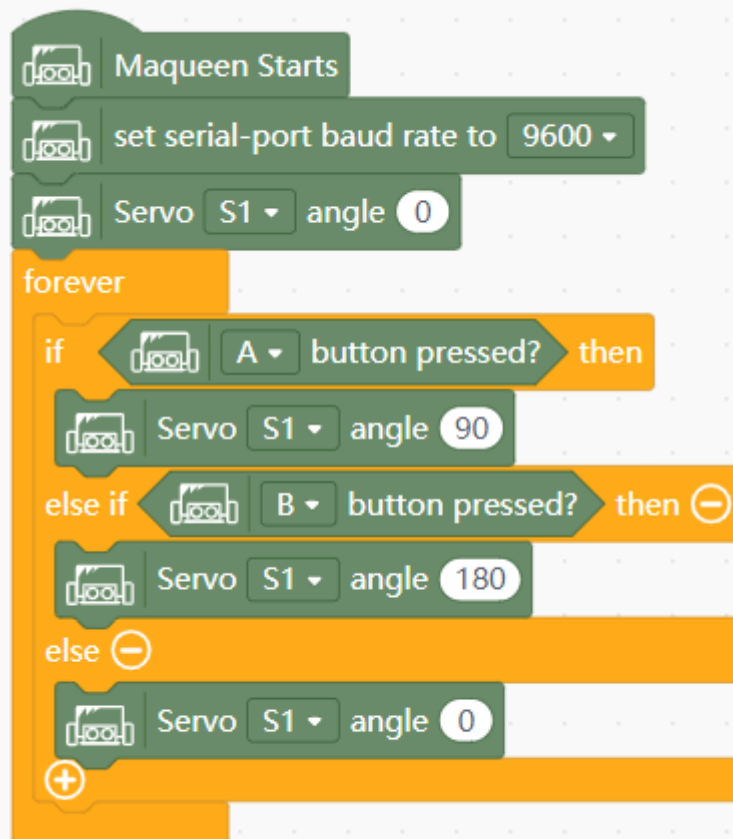 Maqueen Starts
set serial-port baud rate to 9600
Servo S1 angle 0
forever
if A button pressed? then
Servo S1 angle 90
else if B button pressed? then
Servo S1 angle 180
else
Servo S1 angle 0